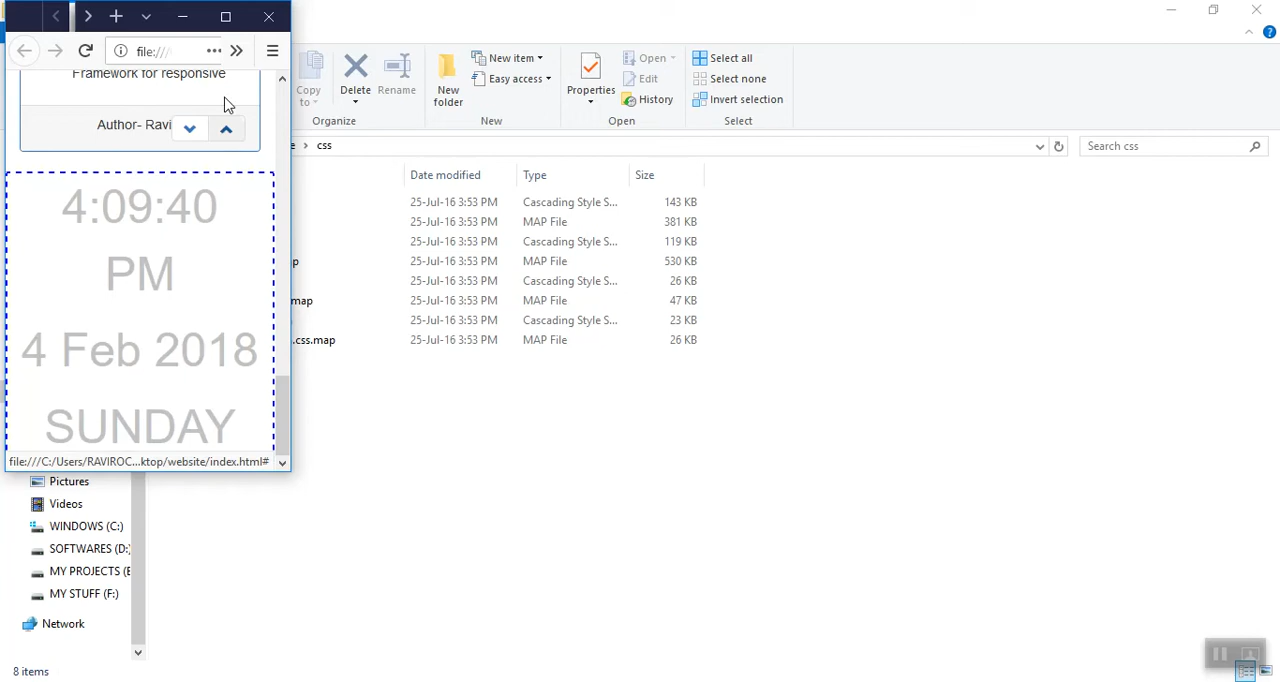 file:///
Framework for responsive
Author- Ravi
4:09:40
PM
4 Feb 2018
SUNDAY
file:///C:/Users/RAVIROC...ktop/website/index.html#
Copy
to
Delete
Rename
New
folder
New item
Easy access
Properties
Open
Edit
History
Select all
Select none
Invert selection
Organize
New
Open
Select
css
Search css
Date modified Type Size
25-Jul-16 3:53 PM Cascading Style S... 143 KB
25-Jul-16 3:53 PM MAP File 381 KB
25-Jul-16 3:53 PM Cascading Style S... 119 KB
p 25-Jul-16 3:53 PM MAP File 530 KB
25-Jul-16 3:53 PM Cascading Style S... 26 KB
map 25-Jul-16 3:53 PM MAP File 47 KB
25-Jul-16 3:53 PM Cascading Style S... 23 KB
.css.map 25-Jul-16 3:53 PM MAP File 26 KB
Pictures
Videos
WINDOWS (C:)
SOFTWARES (D:)
MY PROJECTS (E
MY STUFF (F:)
Network
8 items